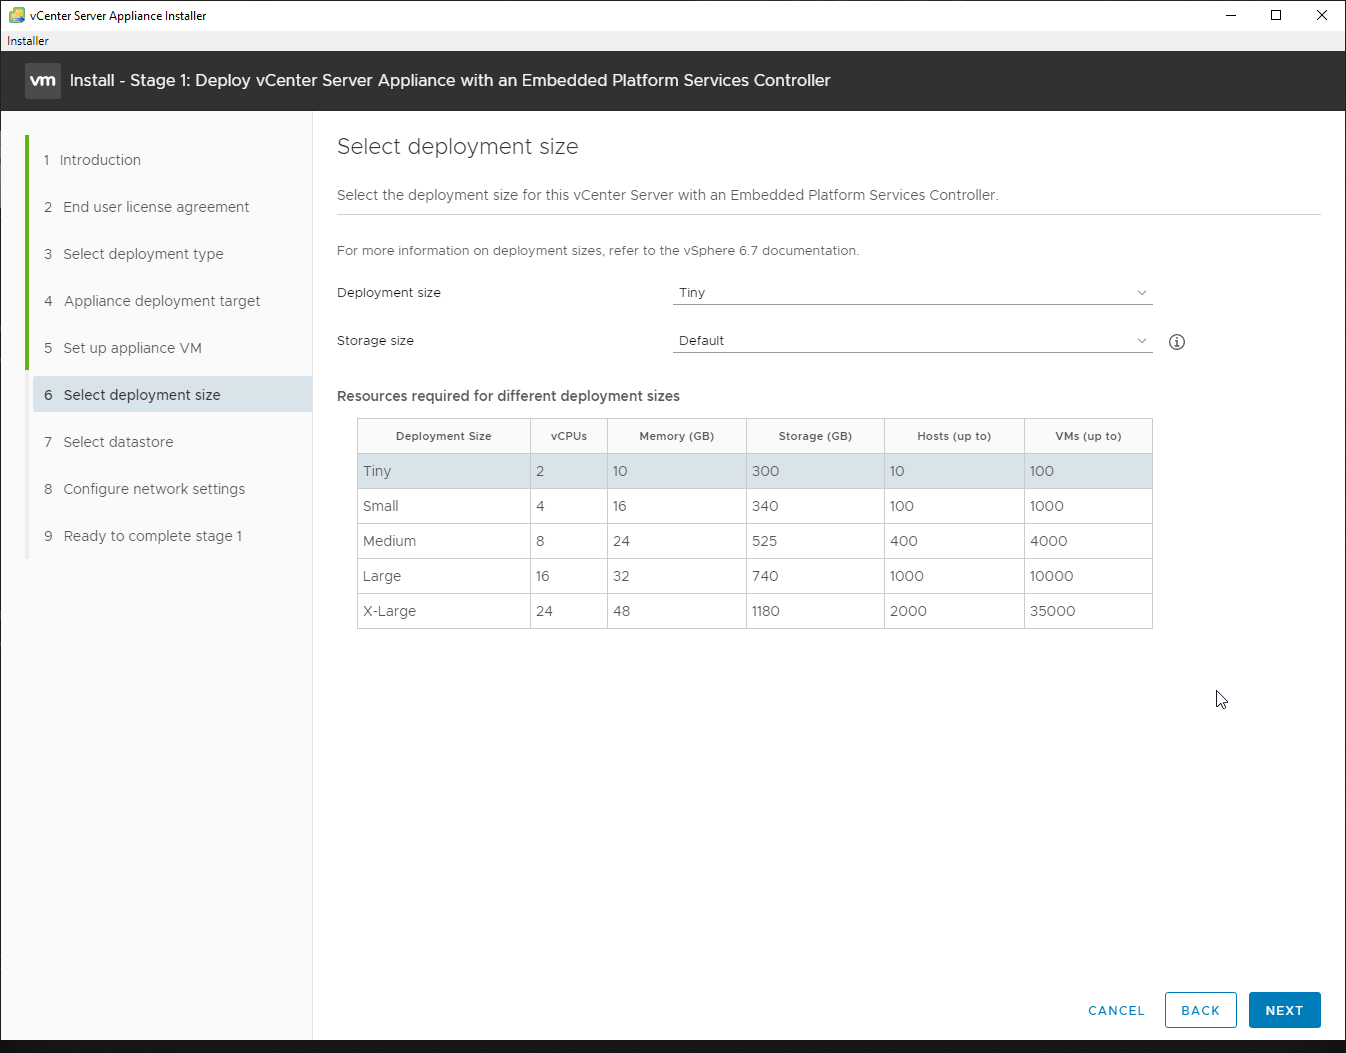 vCenter Server Appliance Installer
Installer
vm Install - Stage 1: Deploy vCenter Server Appliance with an Embedded Platform Services Controller
1 Introduction
2 End user license agreement
3 Select deployment type
4 Appliance deployment target
5 Set up appliance VM
6 Select deployment size
7 Select datastore
8 Configure network settings
9 Ready to complete stage 1
Select deployment size
Select the deployment size for this vCenter Server with an Embedded Platform Services Controller.
For more information on deployment sizes, refer to the vSphere 6.7 documentation.
Deployment size Tiny
Storage size Default
Resources required for different deployment sizes
Deployment Size vCPUs Memory (GB) Storage (GB) Hosts (up to) VMs (up to)
Tiny 2 10 300 10 100
Small 4 16 340 100 1000
Medium 8 24 525 400 4000
Large 16 32 740 1000 10000
X-Large 24 48 1180 2000 35000
CANCEL BACK NEXT